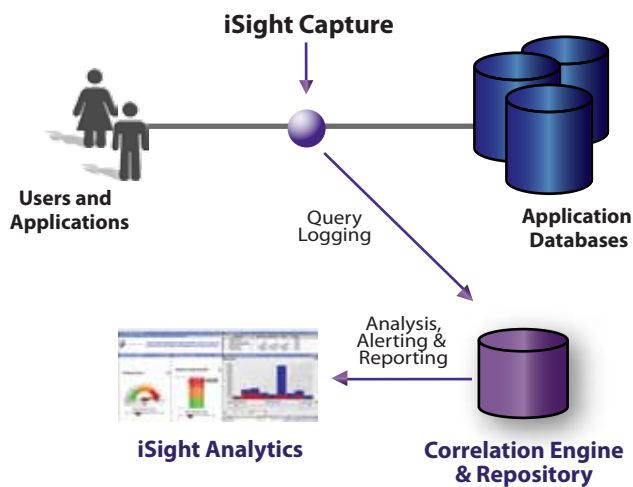 iSight Capture
Users and
Applications
Application
Databases
Query
Logging
Analysis,
Alerting &
Reporting
iSight Analytics
Correlation Engine
& Repository